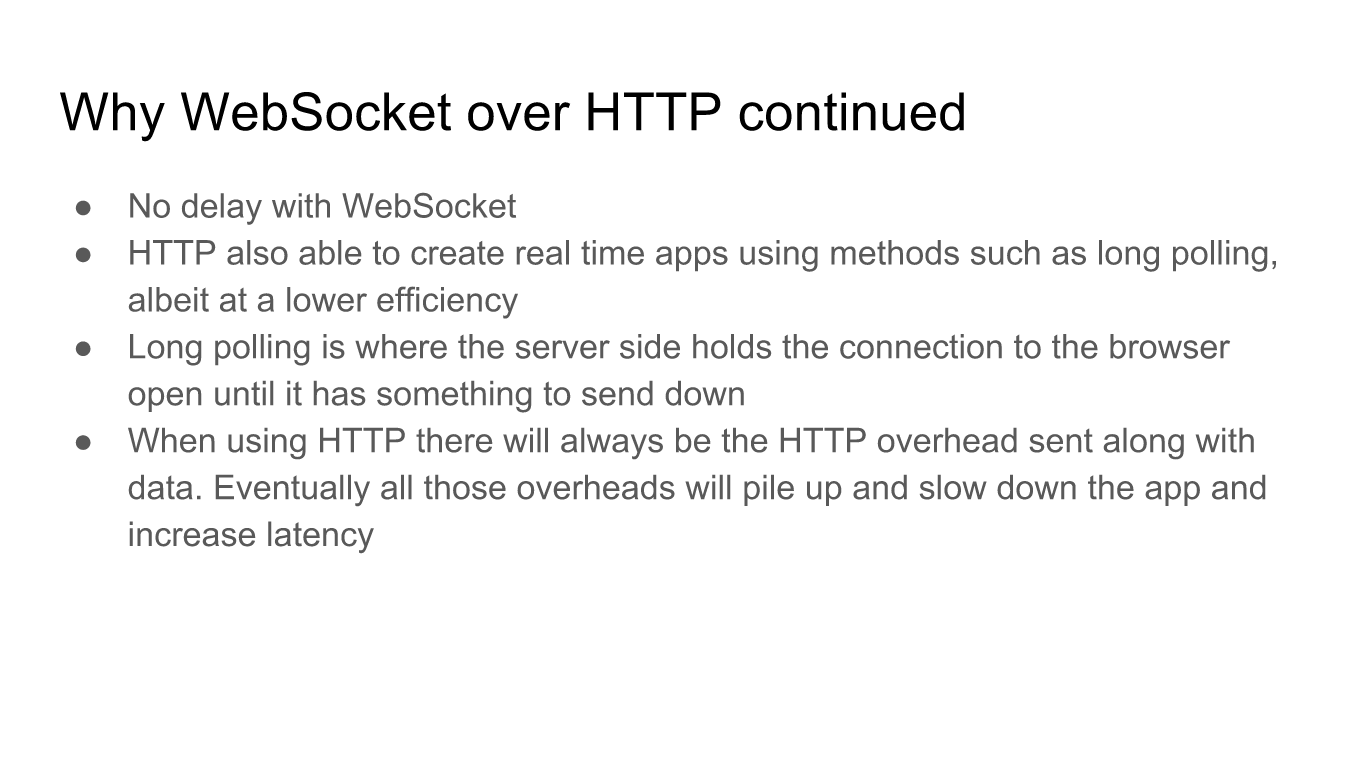 Why WebSocket over HTTP continued
● No delay with WebSocket
● HTTP also able to create real time apps using methods such as long polling,
albeit at a lower efficiency
● Long polling is where the server side holds the connection to the browser
open until it has something to send down
● When using HTTP there will always be the HTTP overhead sent along with
data. Eventually all those overheads will pile up and slow down the app and
increase latency